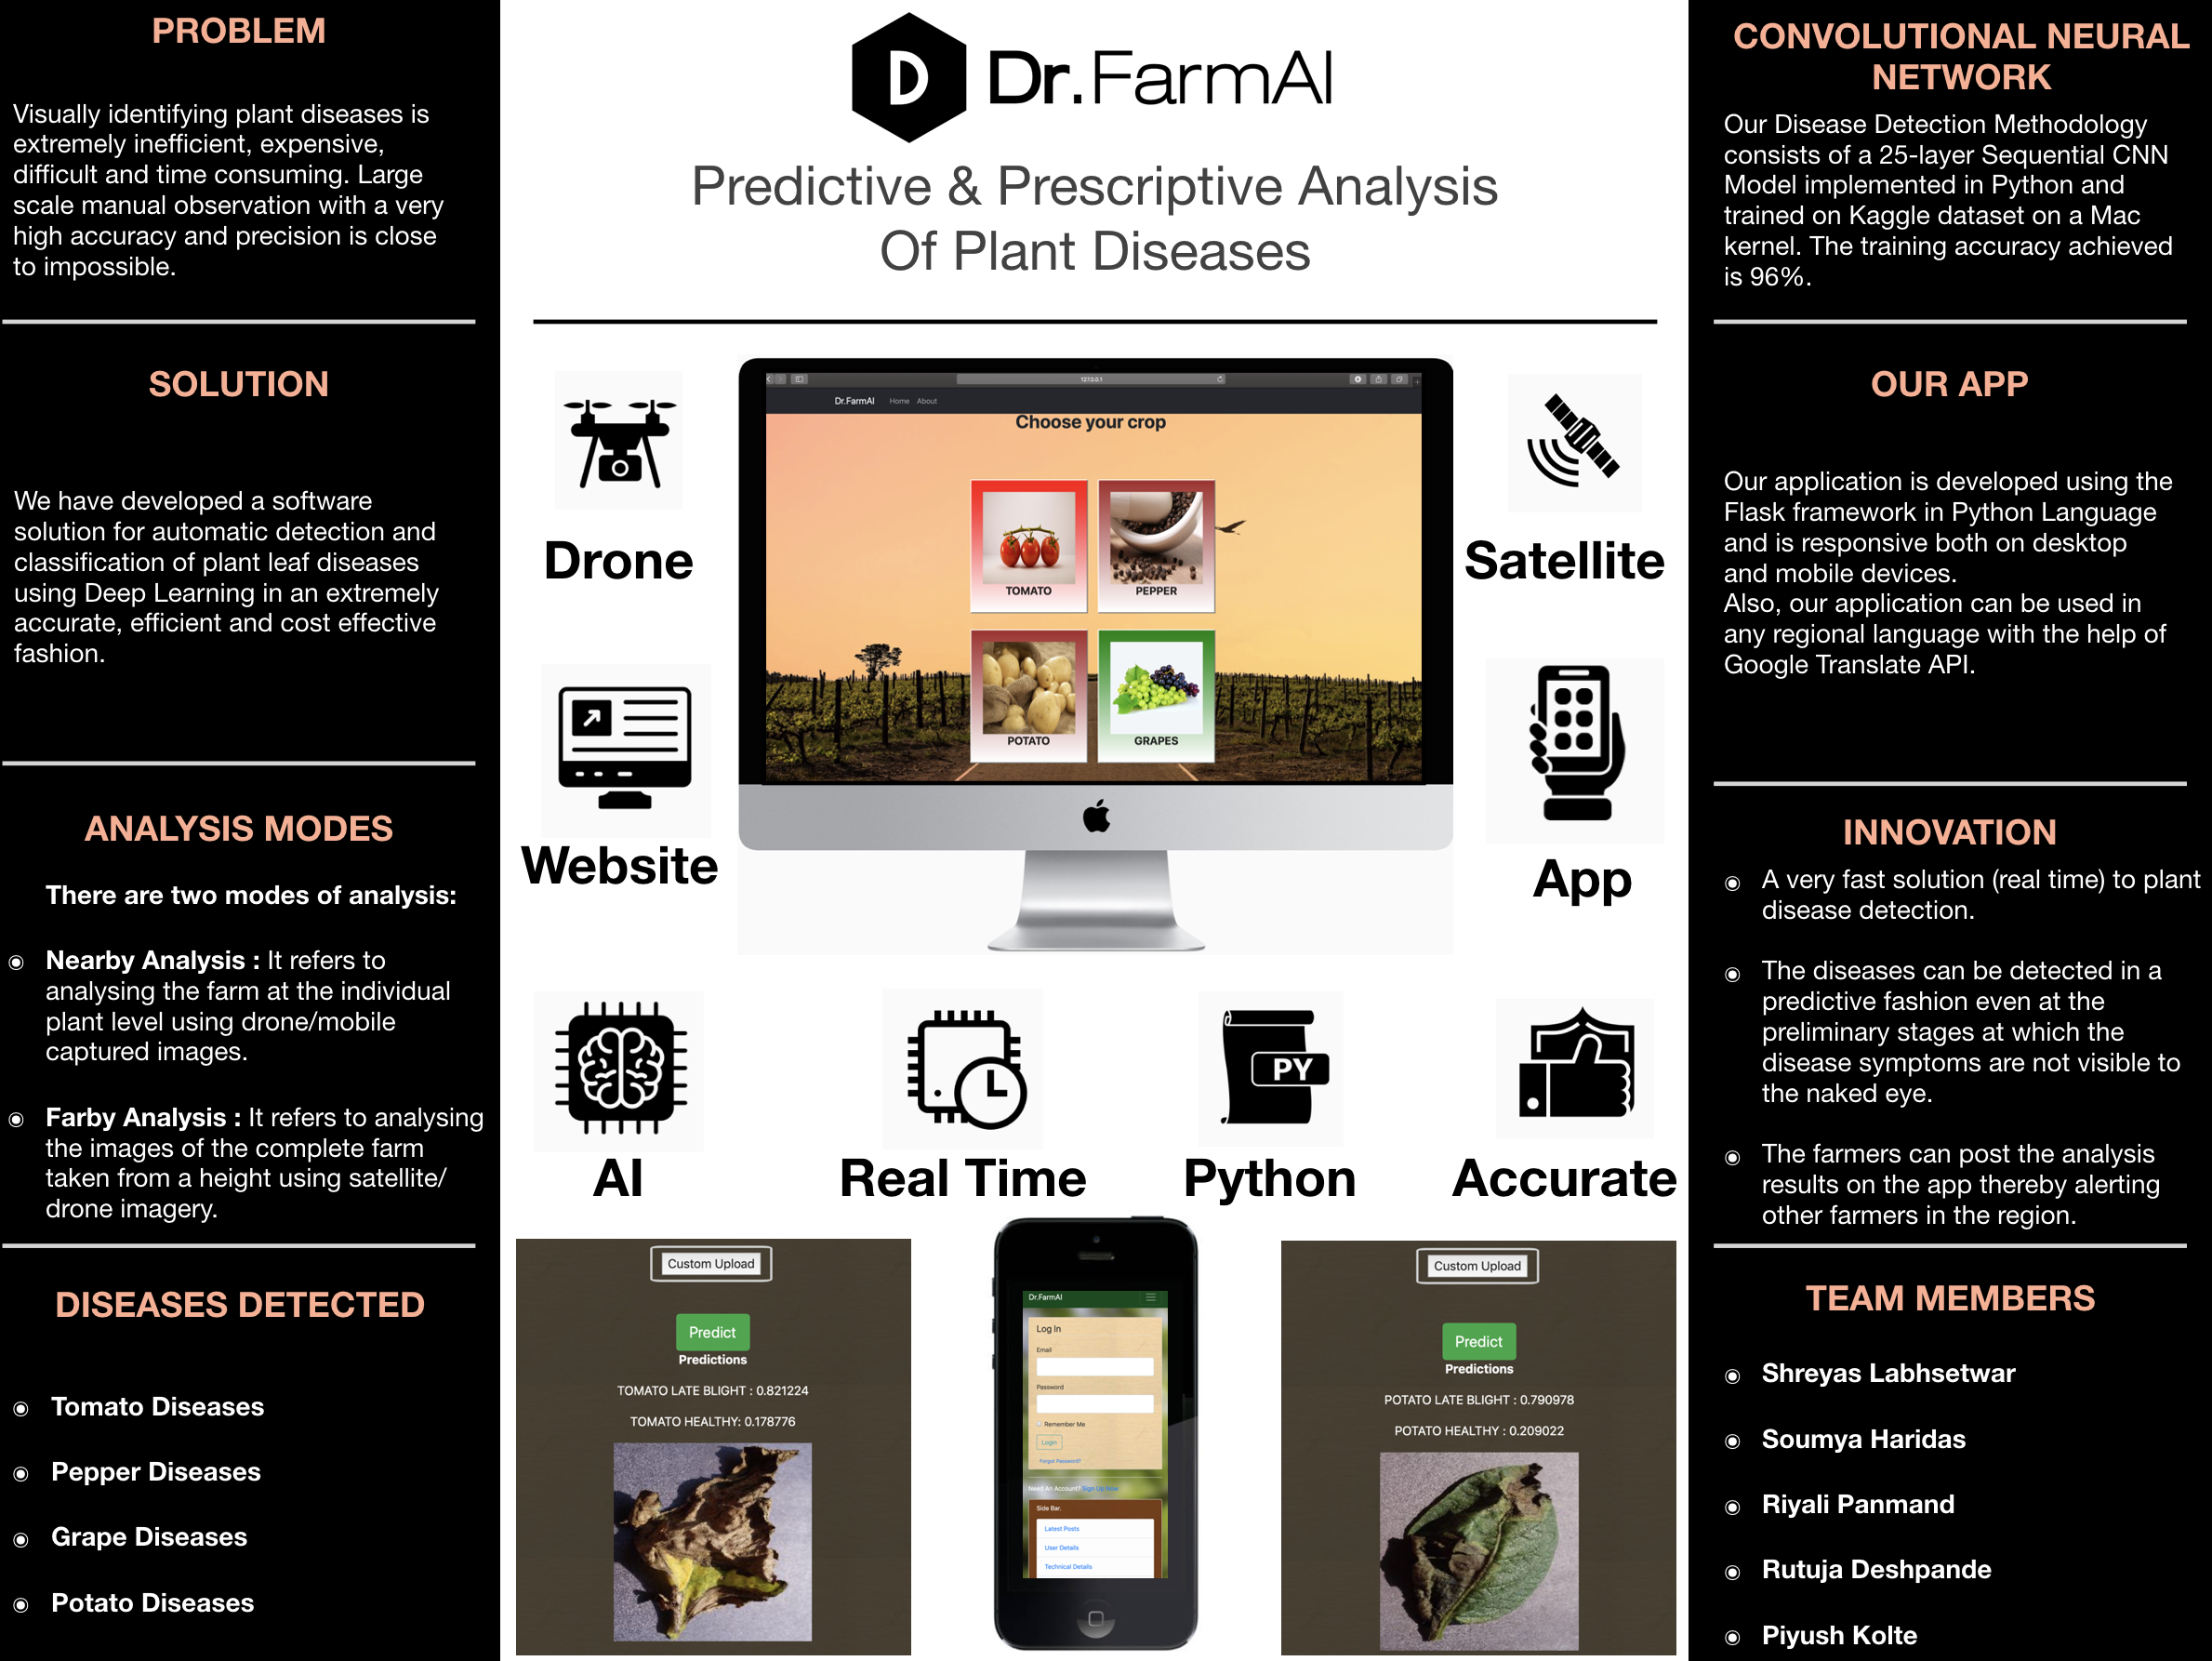 PROBLEM
Visually identifying plant diseases is
extremely inefficient, expensive,
difficult and time consuming. Large
scale manual observation with a very
high accuracy and precision is close
to impossible.
SOLUTION
We have developed a software
solution for automatic detection and
classification of plant leaf diseases
using Deep Learning in an extremely
accurate, efficient and cost effective
fashion.
ANALYSIS MODES
There are two modes of analysis:
Nearby Analysis : It refers to
analysing the farm at the individual
plant level using drone/mobile
captured images.
Farby Analysis : It refers to analysing
the images of the complete farm
taken from a height using satellite/
drone imagery.
DISEASES DETECTED
Tomato Diseases
Pepper Diseases
Grape Diseases
Potato Diseases
D Dr.FarmAI
Predictive & Prescriptive Analysis
Of Plant Diseases
Drone
Website
127.0.0.1
Dr.FarmAI Home About
Choose your crop
TOMATO PEPPER
POTATO GRAPES
Satellite
App
PY
AI Real Time Python Accurate
Custom Upload
Predict
Predictions
TOMATO LATE BLIGHT : 0.821224
TOMATO HEALTHY: 0.178776
Dr.FarmAI
Log In
Email
Password
Remember Me
Login
Forgot Password?
Need An Account? Sign Up Now
Side Bar.
Latest Posts
User Details
Technical Details
Custom Upload
Predict
Predictions
POTATO LATE BLIGHT : 0.790978
POTATO HEALTHY : 0.209022
CONVOLUTIONAL NEURAL
NETWORK
Our Disease Detection Methodology
consists of a 25-layer Sequential CNN
Model implemented in Python and
trained on Kaggle dataset on a Mac
kernel. The training accuracy achieved
is 96%.
OUR APP
Our application is developed using the
Flask framework in Python Language
and is responsive both on desktop
and mobile devices.
Also, our application can be used in
any regional language with the help of
Google Translate API.
INNOVATION
A very fast solution (real time) to plant
disease detection.
The diseases can be detected in a
predictive fashion even at the
preliminary stages at which the
disease symptoms are not visible to
the naked eye.
The farmers can post the analysis
results on the app thereby alerting
other farmers in the region.
TEAM MEMBERS
Shreyas Labhsetwar
Soumya Haridas
Riyali Panmand
Rutuja Deshpande
Piyush Kolte